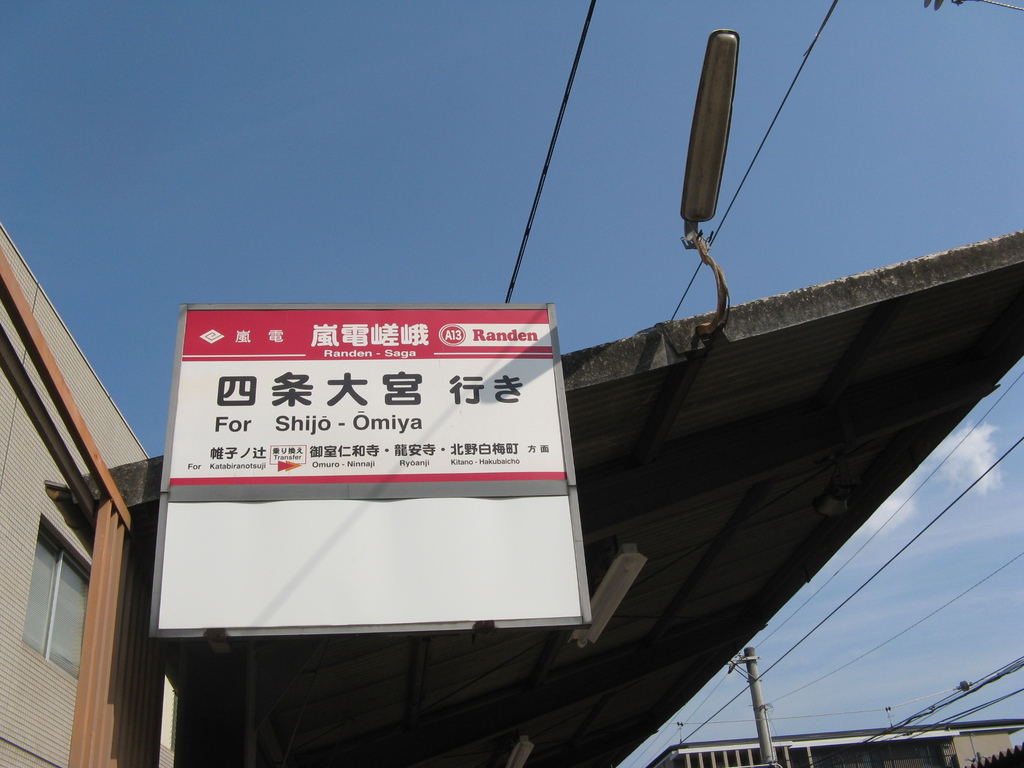 嵐電 嵐電嵯峨 A13 Randen
Randen - Saga
四条大宮 行き
For Shijō - Ōmiya
帷子ノ辻 乗り換え 御室仁和寺・龍安寺・北野白梅町 方面
Transfer
For Katabiranotsuji Omuro - Ninnaji Ryōanji Kitano - Hakubaichō